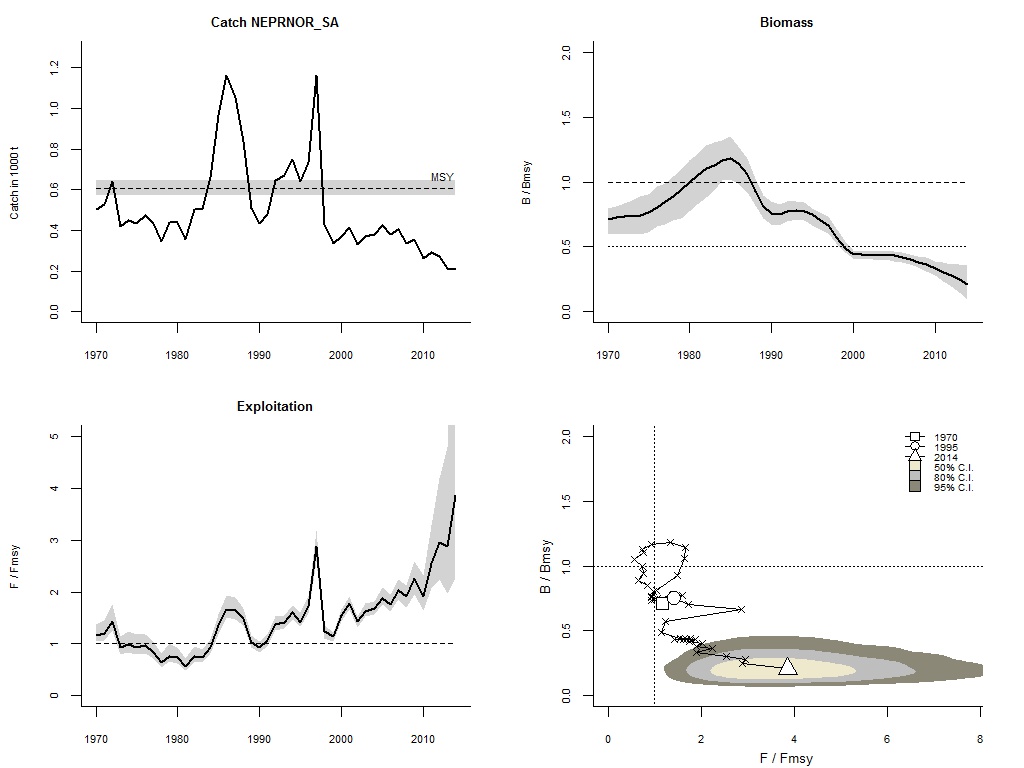 Catch NEPRNOR_SA
Catch in 1000 t
0.0 0.2 0.4 0.6 0.8 1.0 1.2
MSY
1970 1980 1990 2000 2010
Biomass
B / Bmsy
0.0 0.5 1.0 1.5 2.0
1970 1980 1990 2000 2010
Exploitation
F / Fmsy
0 1 2 3 4 5
1970 1980 1990 2000 2010
B / Bmsy
0.0 0.5 1.0 1.5 2.0
1970
1995
2014
50% C.I.
80% C.I.
95% C.I.
0 2 4 6 8
F / Fmsy